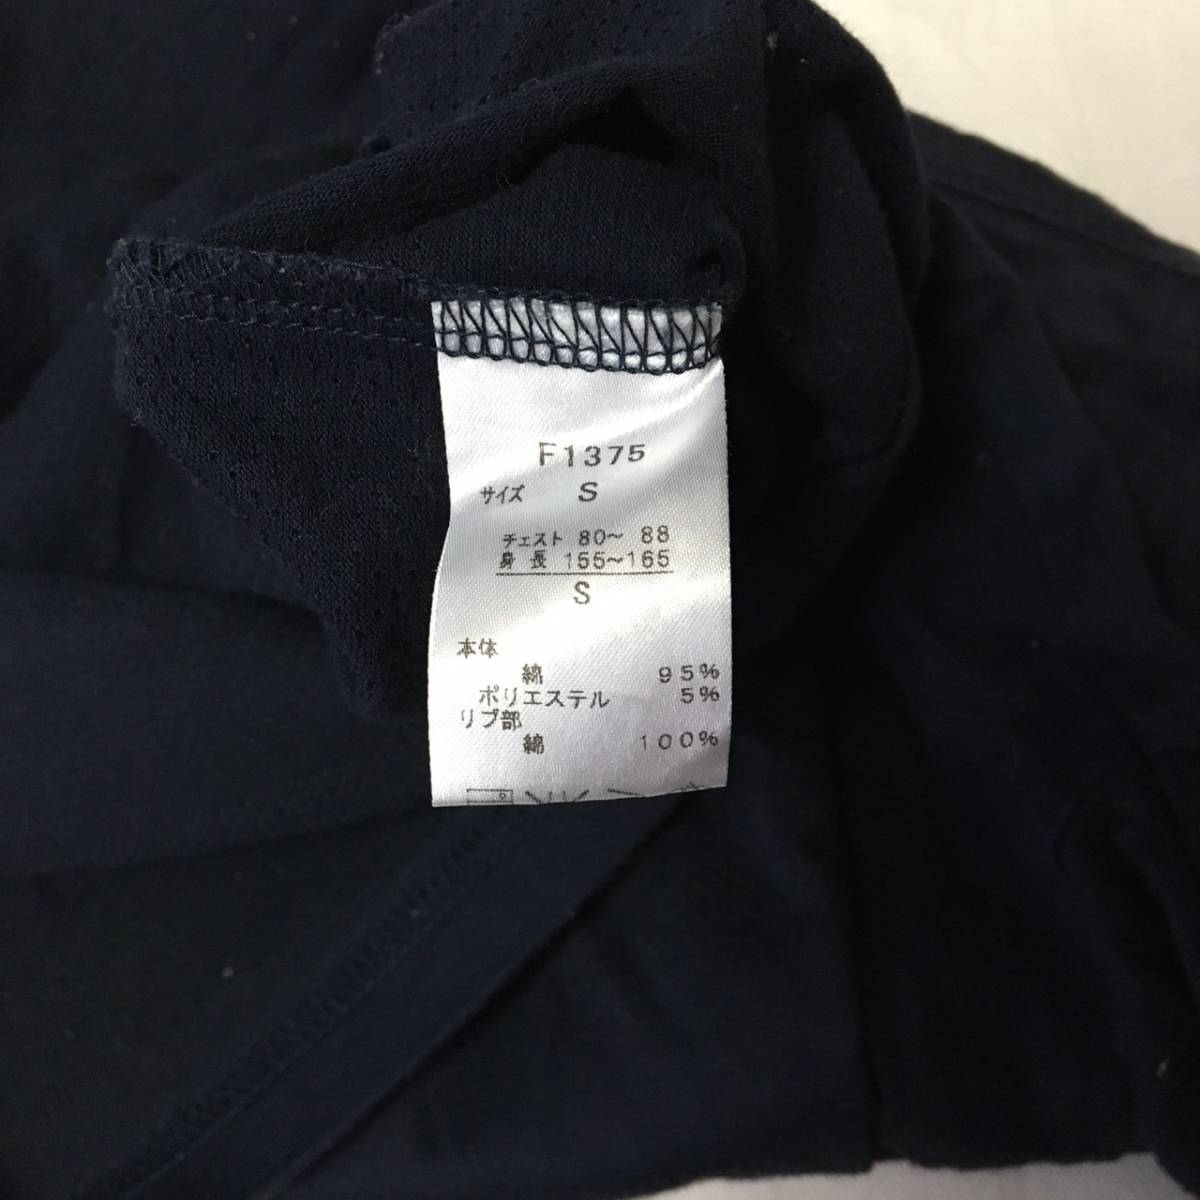 F1375
サイズ S
チェスト 80～ 88
身長 155～165
S
本体
綿 95%
ポリエステル 5%
リブ部
綿 100%